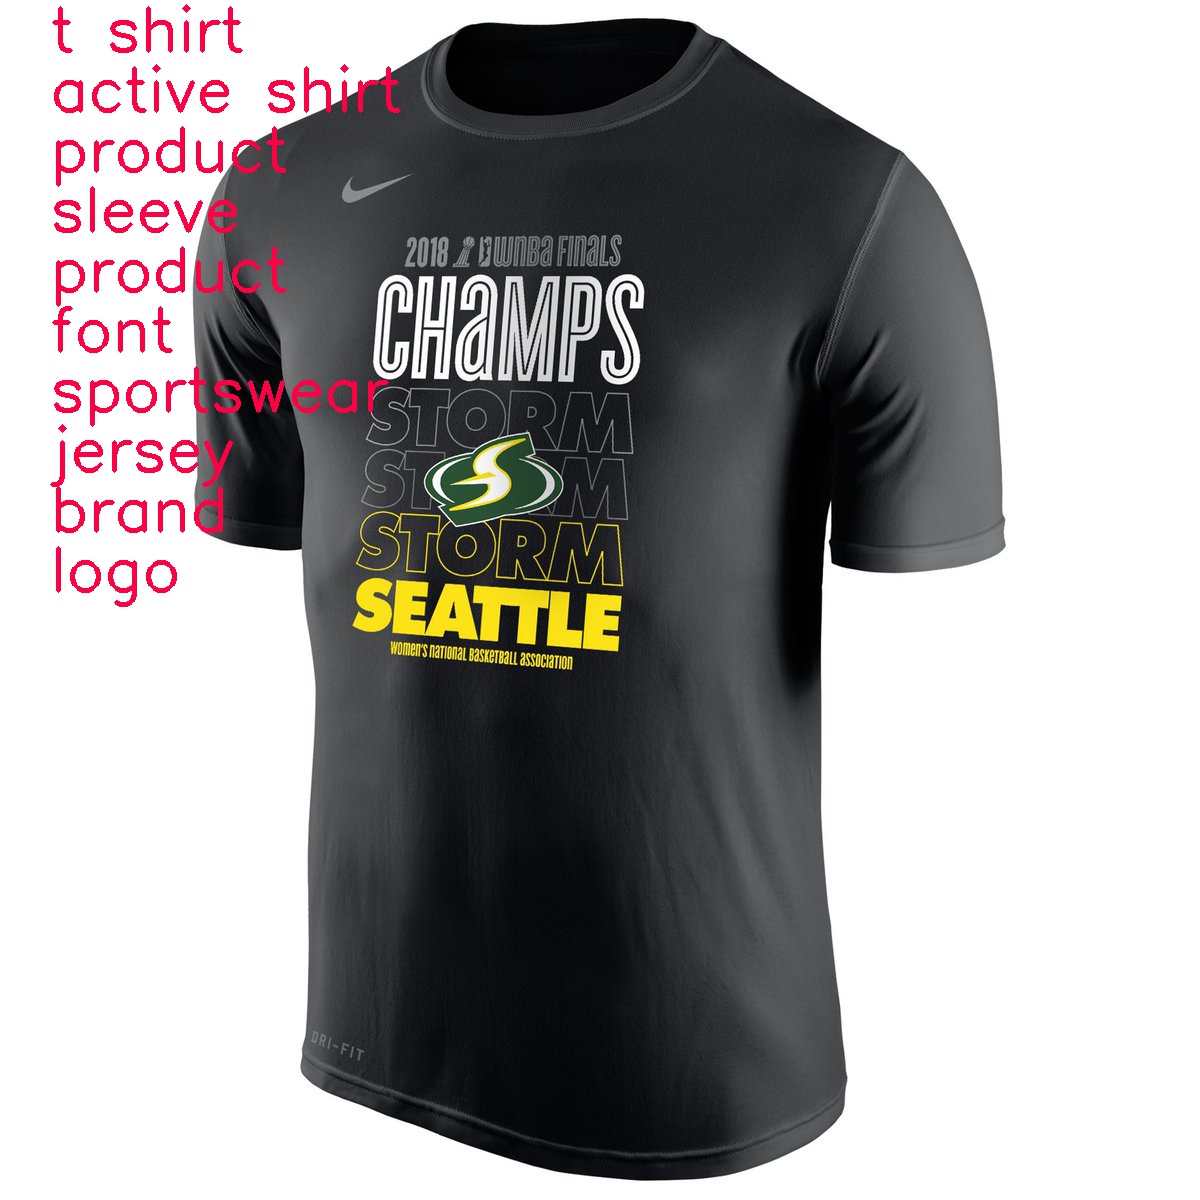 t shirt
active shirt
product
sleeve
product
font
sportswear
jersey
brand
logo
2018 WNBA FINALS
CHAMPS
STORM
STORM
STORM
SEATTLE
WOMEN'S NATIONAL BASKETBALL ASSOCIATION
DRI-FIT